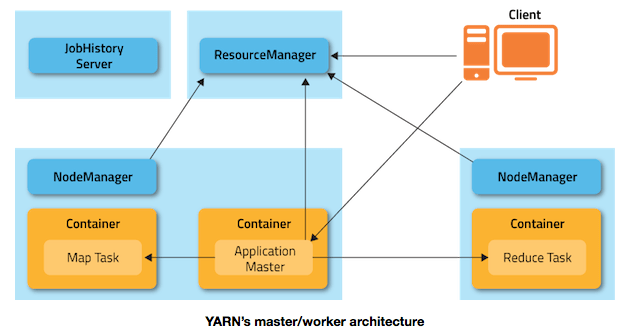 Client
JobHistory
Server
ResourceManager
NodeManager
NodeManager
Container
Container
Container
Map Task
Application
Master
Reduce Task
YARN's master/worker architecture